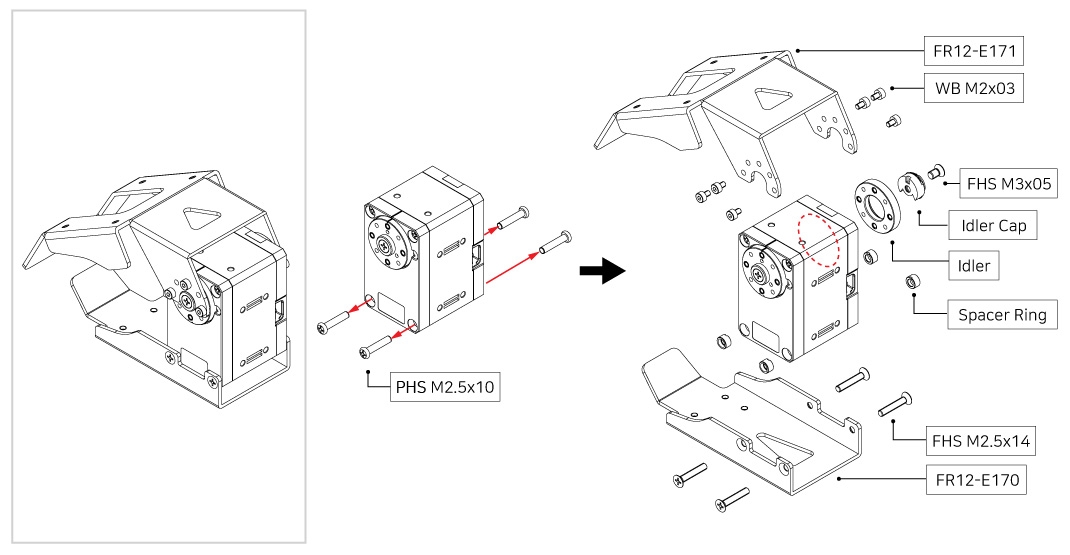 FR12-E171
WB M2x03
FHS M3x05
Idler Cap
Idler
Spacer Ring
PHS M2.5x10
FHS M2.5x14
FR12-E170